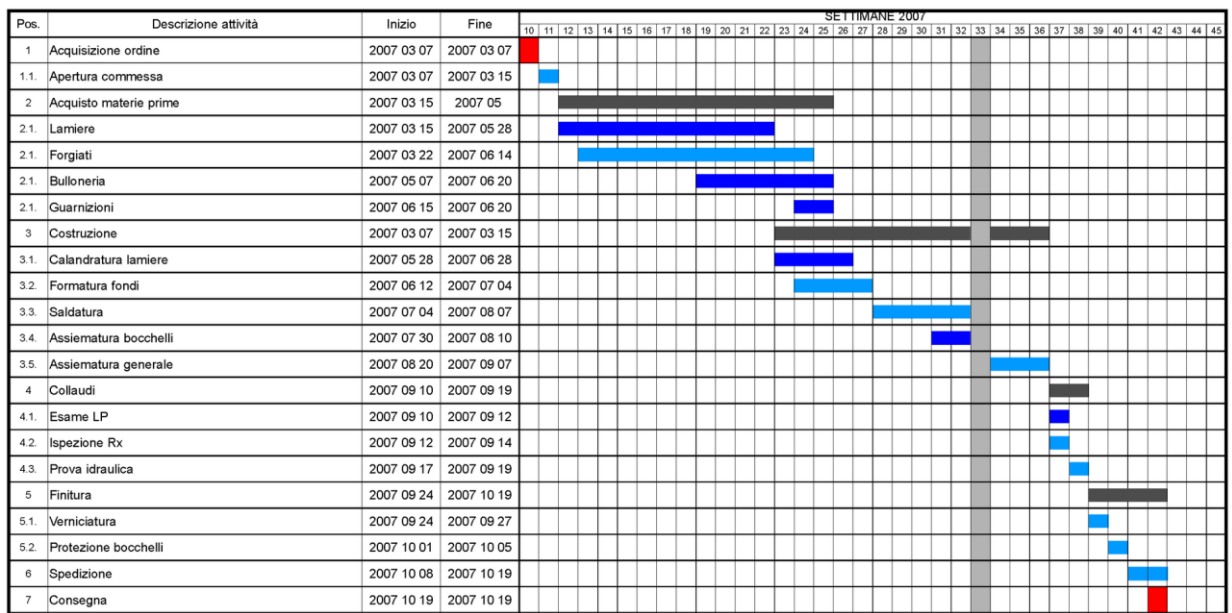 Pos. Descrizione attività Inizio Fine SETTIMANE 2007
10 11 12 13 14 15 16 17 18 19 20 21 22 23 24 25 26 27 28 29 30 31 32 33 34 35 36 37 38 39 40 41 42 43 44 45
1 Acquisizione ordine 2007 03 07 2007 03 07
1.1. Apertura commessa 2007 03 07 2007 03 15
2 Acquisto materie prime 2007 03 15 2007 05
2.1. Lamiere 2007 03 15 2007 05 28
2.1. Forgiati 2007 03 22 2007 06 14
2.1. Bulloneria 2007 05 07 2007 06 20
2.1. Guarnizioni 2007 06 15 2007 06 20
3 Costruzione 2007 03 07 2007 03 15
3.1. Calandratura lamiere 2007 05 28 2007 06 28
3.2. Formatura fondi 2007 06 12 2007 07 04
3.3. Saldatura 2007 07 04 2007 08 07
3.4. Assiematura bocchelli 2007 07 30 2007 08 10
3.5. Assiematura generale 2007 08 20 2007 09 07
4 Collaudi 2007 09 10 2007 09 19
4.1. Esame LP 2007 09 10 2007 09 12
4.2. Ispezione Rx 2007 09 12 2007 09 14
4.3. Prova idraulica 2007 09 17 2007 09 19
5 Finitura 2007 09 24 2007 10 19
5.1. Verniciatura 2007 09 24 2007 09 27
5.2. Protezione bocchelli 2007 10 01 2007 10 05
6 Spedizione 2007 10 08 2007 10 19
7 Consegna 2007 10 19 2007 10 19